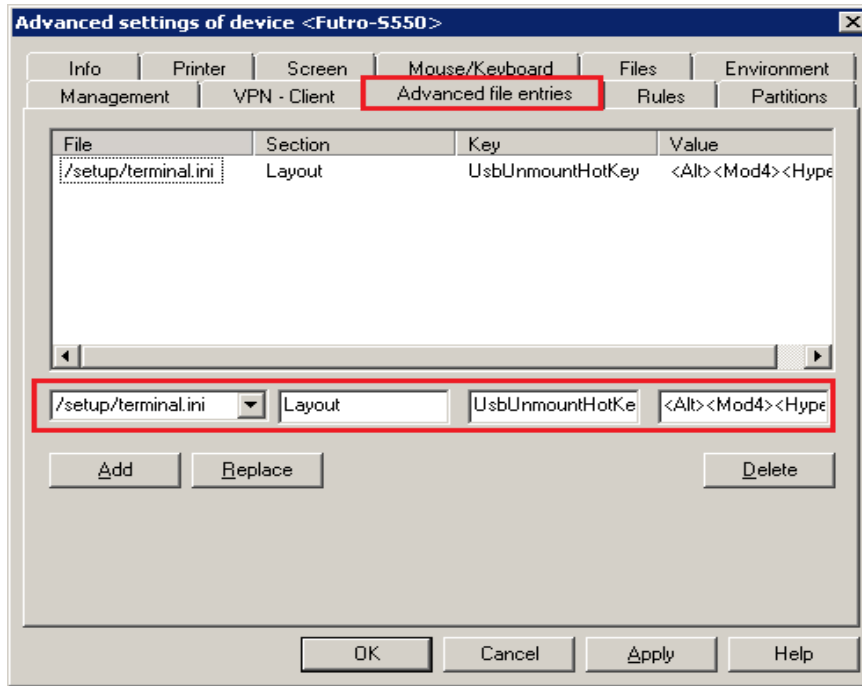 Advanced settings of device <Futro-S550>
Info Printer Screen Mouse/Keyboard Files Environment
Management VPN - Client Advanced file entries Rules Partitions
File Section Key Value
/setup/terminal.ini Layout UsbUnmountHotKey <Alt><Mod4><Hype
/setup/terminal.ini Layout UsbUnmountHotKe <Alt><Mod4><Hype
Add Replace Delete
OK Cancel Apply Help